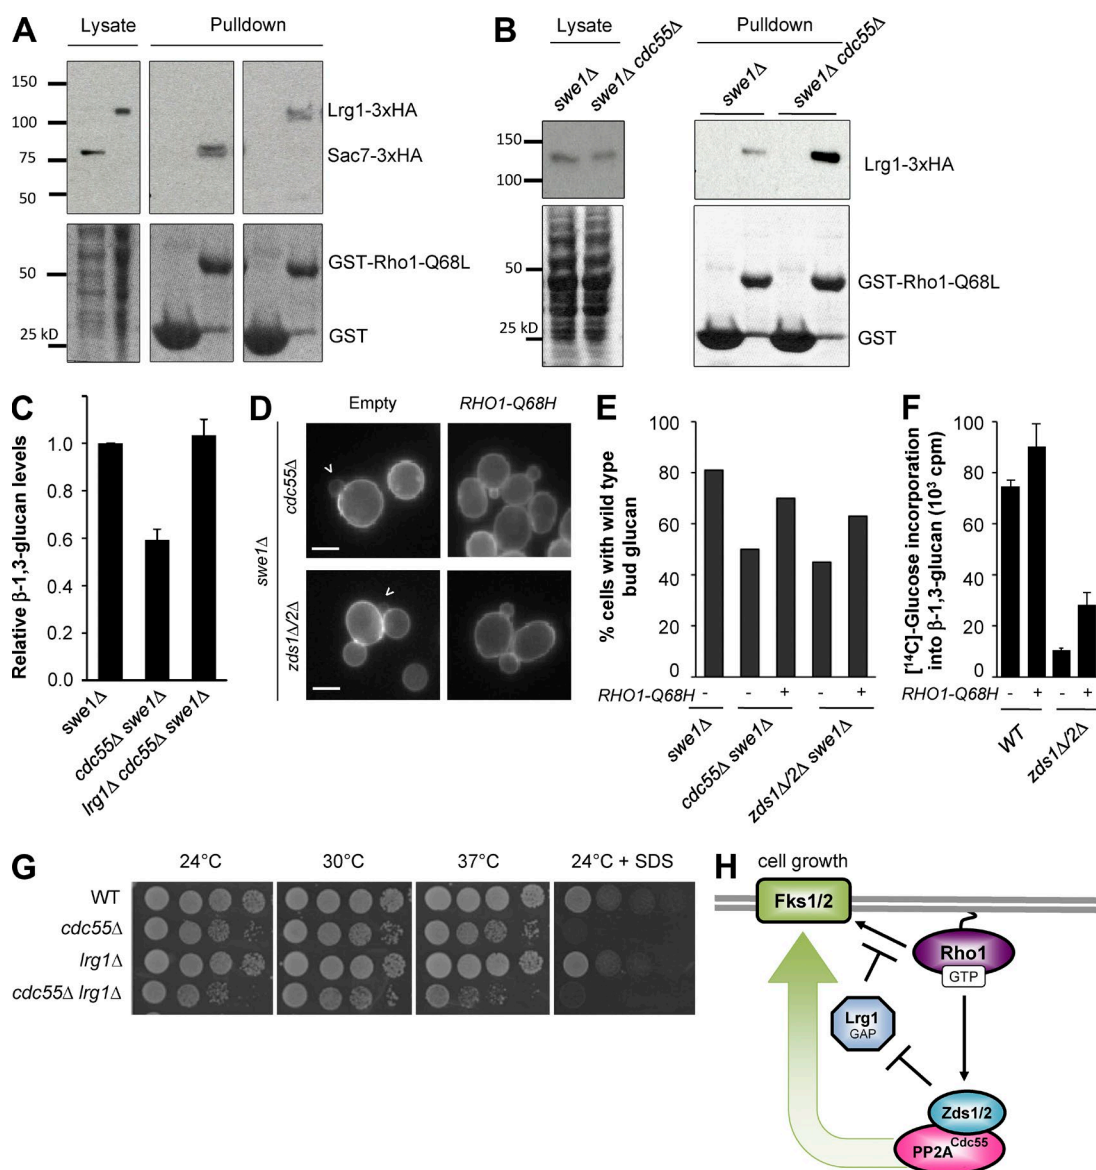 A
Lysate
Pulldown
150
100
75
50
Lrg1-3xHA
Sac7-3xHA
50
25 kD
GST-Rho1-Q68L
GST
B
Lysate
Pulldown
swe1Δ
swe1Δ cdc55Δ
swe1Δ
swe1Δ cdc55Δ
150
100
Lrg1-3xHA
50
25 kD
GST-Rho1-Q68L
GST
C
Relative β-1,3-glucan levels
1.0
0.8
0.6
0.4
0.2
0.0
swe1Δ
cdc55Δ swe1Δ
lrg1Δ cdc55Δ swe1Δ
D
Empty
RHO1-Q68H
swe1Δ
cdc55Δ
zds1Δ/2Δ
E
% cells with wild type
bud glucan
100
80
60
40
20
0
RHO1-Q68H - - + - +
swe1Δ
cdc55Δ swe1Δ
zds1Δ/2Δ swe1Δ
F
[¹⁴C]-Glucose incorporation
into β-1,3-glucan (10³ cpm)
100
80
60
40
20
0
RHO1-Q68H - + - +
WT
zds1Δ/2Δ
G
24°C
30°C
37°C
24°C + SDS
WT
cdc55Δ
lrg1Δ
cdc55Δ lrg1Δ
H
cell growth
Fks1/2
Rho1
GTP
Lrg1
GAP
Zds1/2
PP2A Cdc55